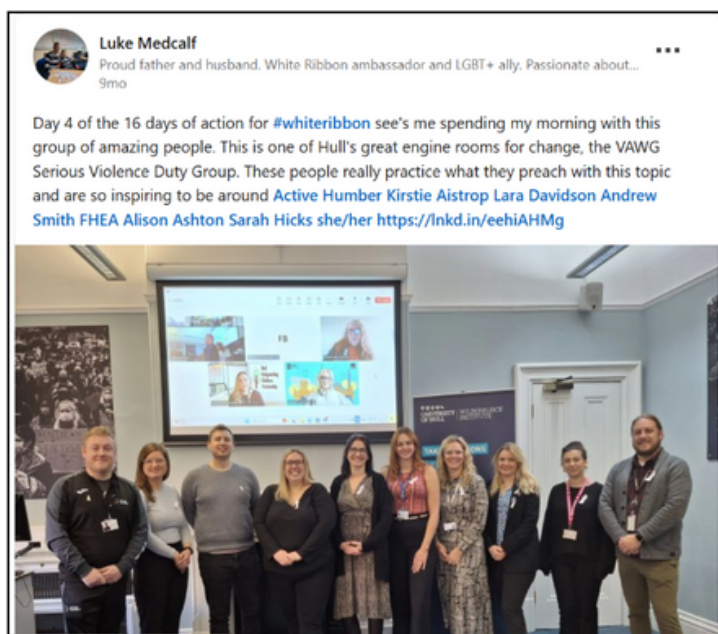 Luke Medcalf
Proud father and husband. White Ribbon ambassador and LGBT+ ally. Passionate about...
9mo
Day 4 of the 16 days of action for #whiteribbon see's me spending my morning with this
group of amazing people. This is one of Hull's great engine rooms for change, the VAWG
Serious Violence Duty Group. These people really practice what they preach with this topic
and are so inspiring to be around Active Humber Kirstie Aistrop Lara Davidson Andrew
Smith FHEA Alison Ashton Sarah Hicks she/her https://lnkd.in/eehiAHMg
FB
UNIVERSITY
OF HULL
WILBERFORCE
INSTITUTE